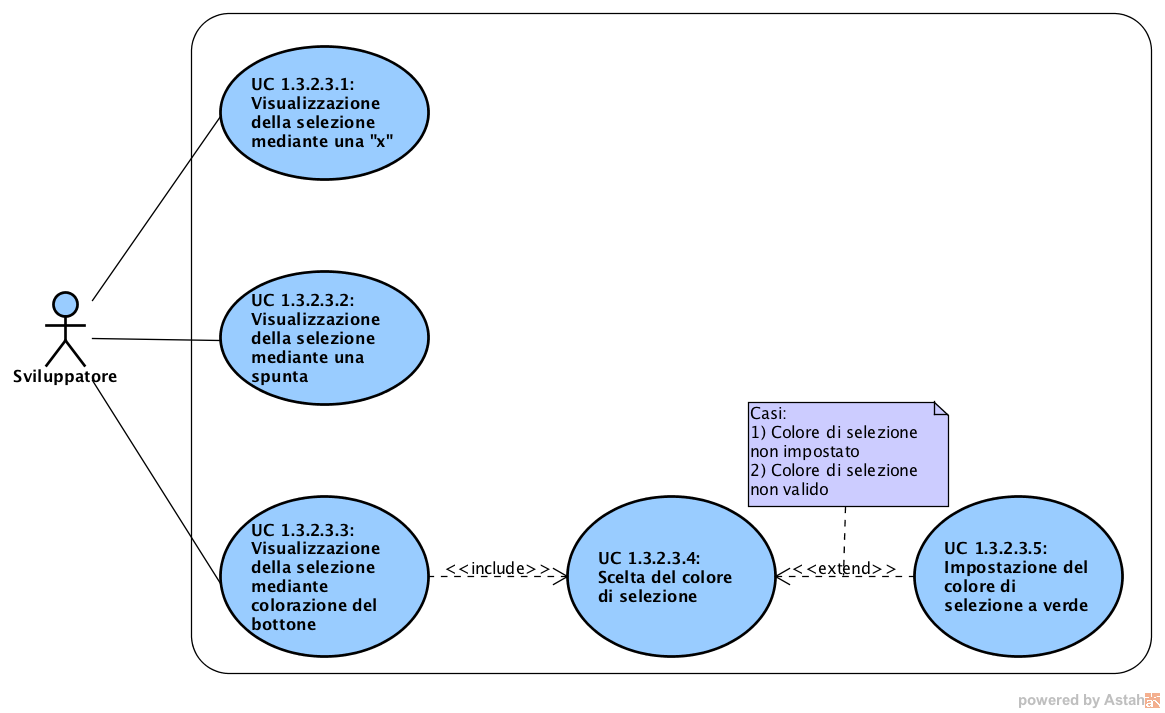 UC 1.3.2.3.1:
Visualizzazione
della selezione
mediante una "x"
UC 1.3.2.3.2:
Visualizzazione
della selezione
mediante una
spunta
Sviluppatore
Casi:
1) Colore di selezione
non impostato
2) Colore di selezione
non valido
UC 1.3.2.3.3:
Visualizzazione
della selezione
mediante
colorazione del
bottone
<<include>>
UC 1.3.2.3.4:
Scelta del colore
di selezione
<<extend>>
UC 1.3.2.3.5:
Impostazione del
colore di
selezione a verde
powered by Astah